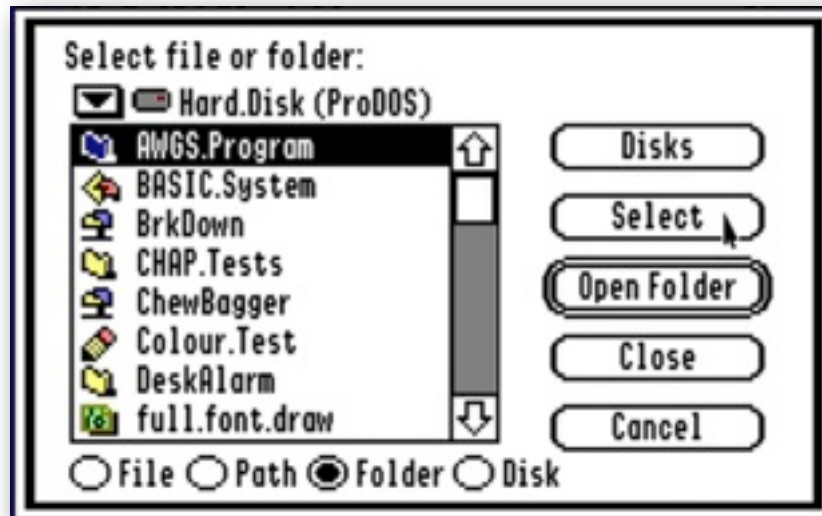 Select file or folder:
Hard.Disk (ProDOS)
AWGS.Program
BASIC.System
BrkDown
CHAP.Tests
ChewBagger
Colour.Test
DeskAlarm
full.font.draw
Disks
Select
Open Folder
Close
Cancel
File Path Folder Disk